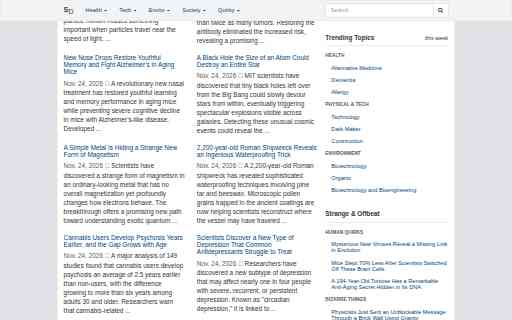 SD
Health
Tech
Enviro
Society
Quirky
Search
important when particles travel near the
speed of light. ...
New Nose Drops Restore Youthful
Memory and Fight Alzheimer's in Aging
Mice
Nov. 24, 2026 — A revolutionary new nasal
treatment has restored youthful learning
and memory performance in aging mice
while preventing severe cognitive decline
in mice with Alzheimer's-like disease.
Developed ...
A Simple Metal is Hiding a Strange New
Form of Magnetism
Nov. 24, 2026 — Scientists have
discovered a strange form of magnetism in
an ordinary-looking metal that has no
overall magnetization yet profoundly
changes how electrons behave. The
breakthrough offers a promising new path
toward understanding exotic quantum ...
Cannabis Users Develop Psychosis Years
Earlier, and the Gap Grows with Age
Nov. 24, 2026 — A major analysis of 149
studies found that cannabis users develop
psychosis an average of 2.5 years earlier
than non-users, with the difference
growing to more than six years among
adults 30 and older. Researchers warn
that cannabis-related ...
than twice as many tumors. Restoring the
antibody eliminated the increased risk,
revealing a promising ...
A Black Hole the Size of an Atom Could
Destroy an Entire Star
Nov. 24, 2026 — MIT scientists have
discovered that tiny black holes left over
from the Big Bang could slowly devour
stars from within, eventually triggering
spectacular explosions visible across
galaxies. Detecting these unusual cosmic
events could reveal the ...
2,200-year-old Roman Shipwreck Reveals
an Ingenious Waterproofing Trick
Nov. 24, 2026 — A 2,200-year-old Roman
shipwreck has revealed sophisticated
waterproofing techniques involving pine
tar and beeswax. Microscopic pollen
grains trapped in the ancient coatings are
now helping scientists reconstruct where
the vessel may have traveled ...
Scientists Discover a New Type of
Depression That Common
Antidepressants Struggle to Treat
Nov. 24, 2026 — Researchers have
discovered a new subtype of depression
that may affect nearly one in four people
with severe, recurrent, or persistent
depression. Known as "circadian
depression," it is linked to ...
Trending Topics
this week
HEALTH
Alternative Medicine
Dementia
Allergy
PHYSICAL & TECH
Technology
Dark Matter
Construction
ENVIRONMENT
Biotechnology
Organic
Biotechnology and Bioengineering
Strange & Offbeat
HUMAN QUIRKS
Mysterious New Viruses Reveal a Missing Link
in Evolution
Mice Slept 70% Less After Scientists Switched
Off These Brain Cells
A 194-Year-Old Tortoise Has a Remarkable
Anti-Aging Secret Hidden in Its DNA
BIZARRE THINGS
Physicists Just Sent an Unblockable Message
Through a Brick Wall Using Giants